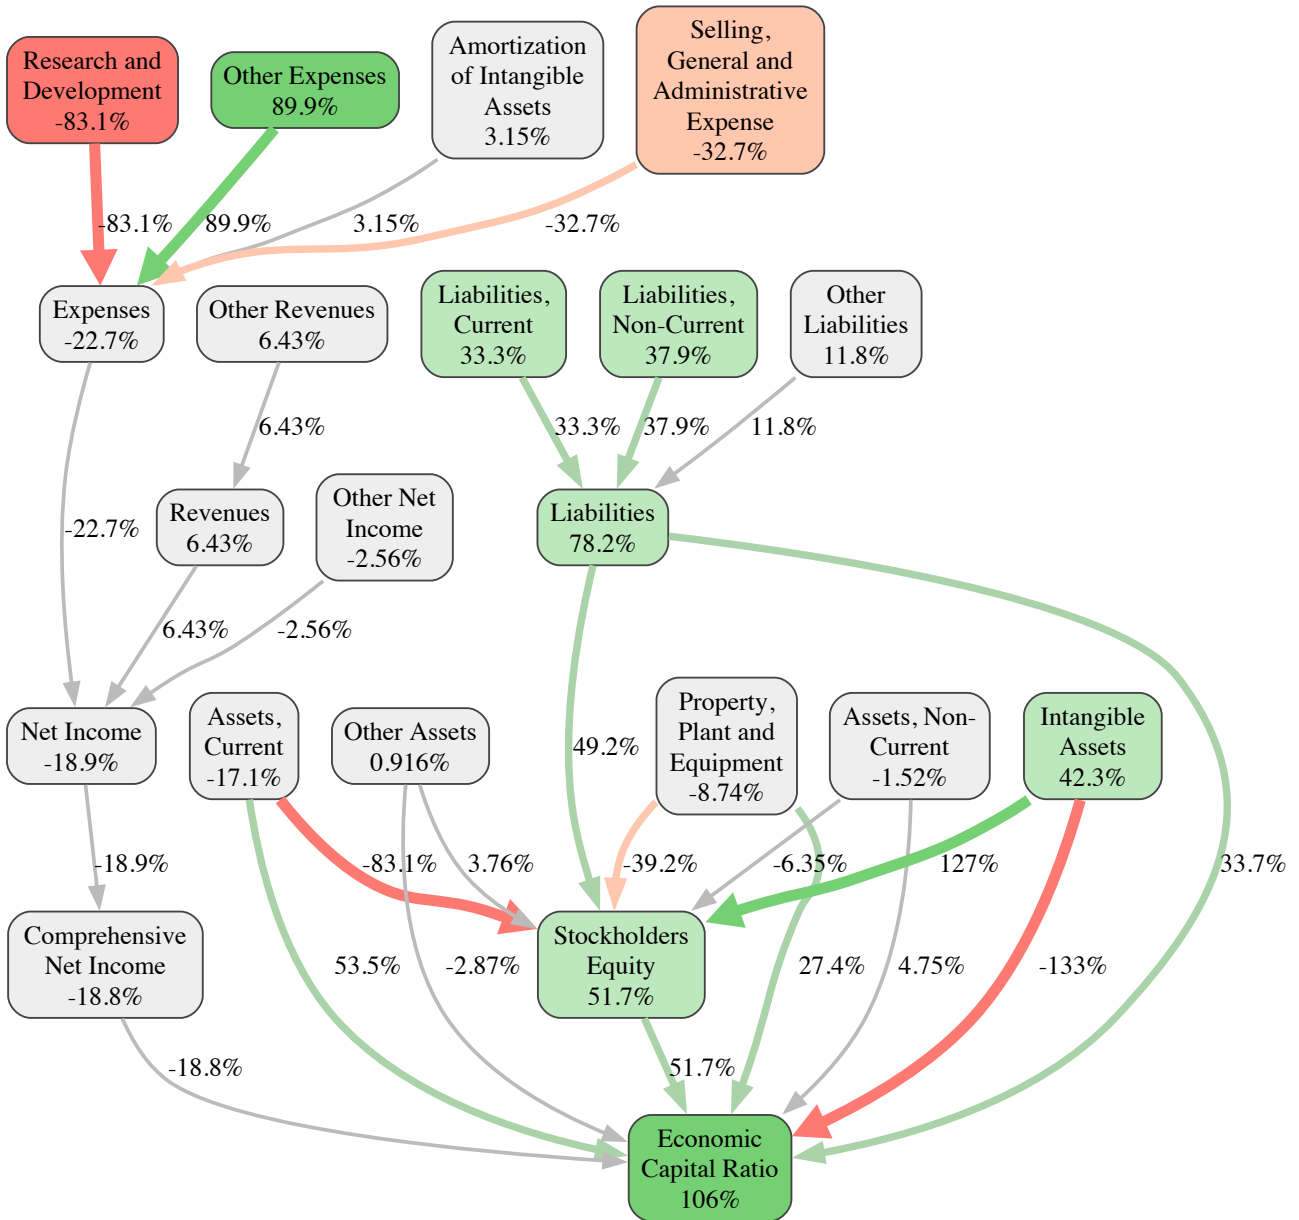 Research and
Development
-83.1%
Other Expenses
89.9%
Amortization
of Intangible
Assets
3.15%
Selling,
General and
Administrative
Expense
-32.7%
-83.1%
89.9%
3.15%
-32.7%
Expenses
-22.7%
Other Revenues
6.43%
Liabilities,
Current
33.3%
Liabilities,
Non-Current
37.9%
Other
Liabilities
11.8%
6.43%
33.3%
37.9%
11.8%
-22.7%
Revenues
6.43%
Other Net
Income
-2.56%
Liabilities
78.2%
6.43%
-2.56%
Net Income
-18.9%
Assets,
Current
-17.1%
Other Assets
0.916%
49.2%
Property,
Plant and
Equipment
-8.74%
Assets, Non-
Current
-1.52%
Intangible
Assets
42.3%
-18.9%
-83.1%
3.76%
-39.2%
-6.35%
127%
33.7%
Comprehensive
Net Income
-18.8%
53.5%
-2.87%
Stockholders
Equity
51.7%
27.4%
4.75%
-133%
-18.8%
51.7%
Economic
Capital Ratio
106%